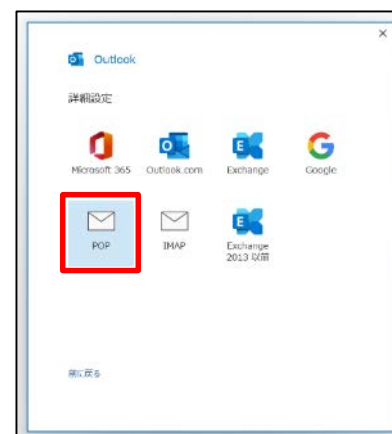 Outlook
詳細設定
Microsoft 365 Outlook.com Exchange Google
POP IMAP Exchange
2013 以前
前に戻る